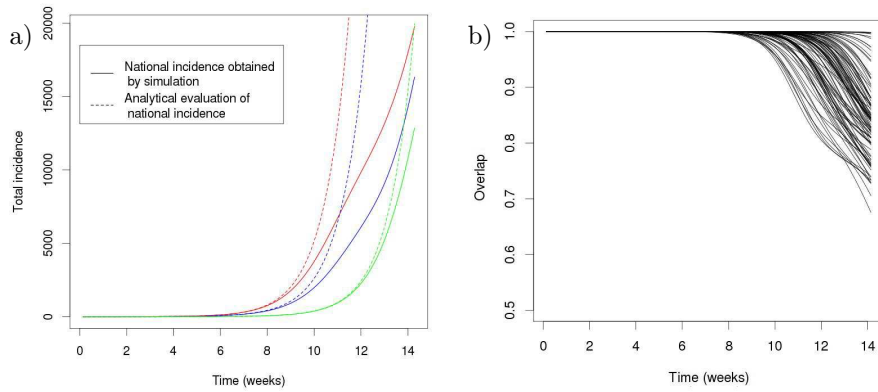 a)
20000
15000
10000
5000
0
Total incidence
National incidence obtained
by simulation
Analytical evaluation of
national incidence
0 2 4 6 8 10 12 14
Time (weeks)
b)
1.0
0.9
0.8
0.7
0.6
0.5
Overlap
0 2 4 6 8 10 12 14
Time (weeks)